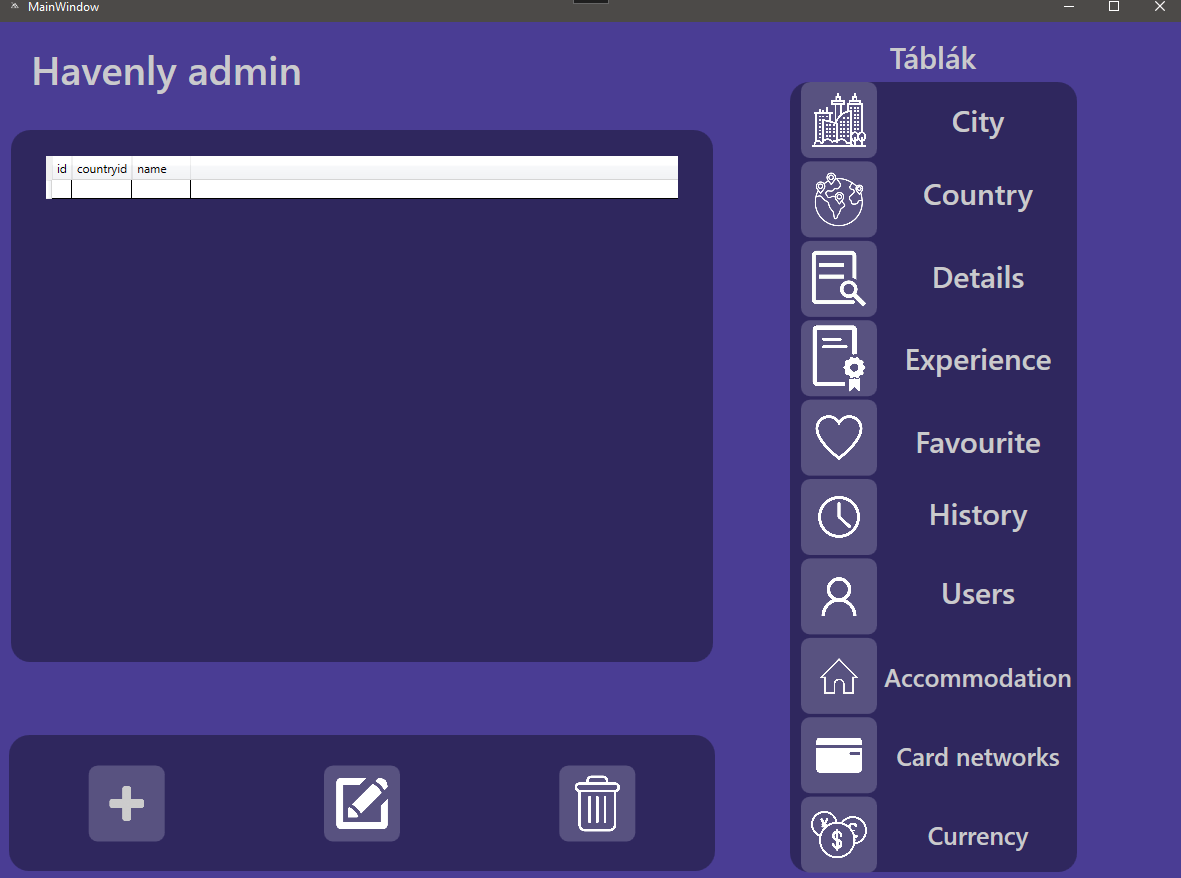 MainWindow
Havenly admin
id countryid name
Táblák
City
Country
Details
Experience
Favourite
History
Users
Accommodation
Card networks
Currency